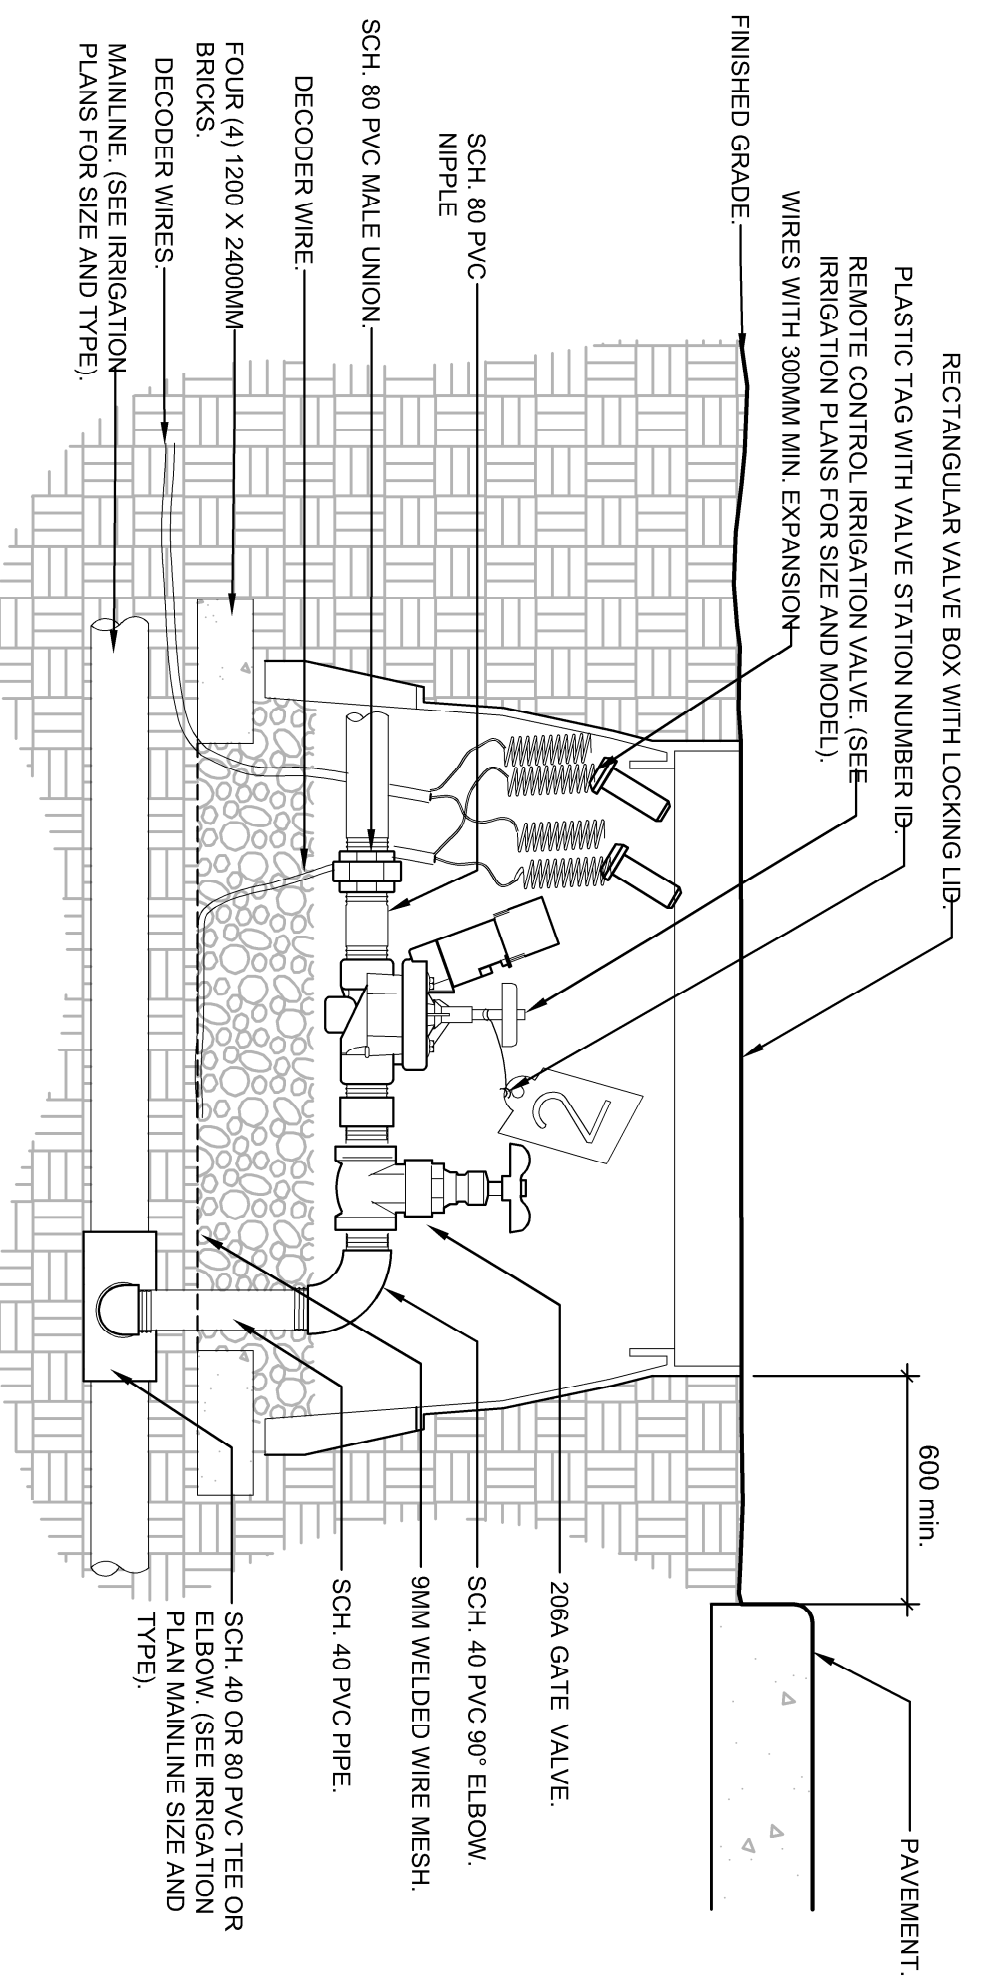 RECTANGULAR VALVE BOX WITH LOCKING LID.
PLASTIC TAG WITH VALVE STATION NUMBER ID.
REMOTE CONTROL IRRIGATION VALVE. (SEE
IRRIGATION PLANS FOR SIZE AND MODEL).
WIRES WITH 300MM MIN. EXPANSION
FINISHED GRADE.
SCH. 80 PVC
NIPPLE
SCH. 80 PVC MALE UNION.
DECODER WIRE.
FOUR (4) 1200 X 2400MM
BRICKS.
DECODER WIRES.
MAINLINE. (SEE IRRIGATION
PLANS FOR SIZE AND TYPE).
2
600 min.
PAVEMENT.
206A GATE VALVE.
SCH. 40 PVC 90° ELBOW.
9MM WELDED WIRE MESH.
SCH. 40 PVC PIPE.
SCH. 40 OR 80 PVC TEE OR
ELBOW. (SEE IRRIGATION
PLAN MAINLINE SIZE AND
TYPE).